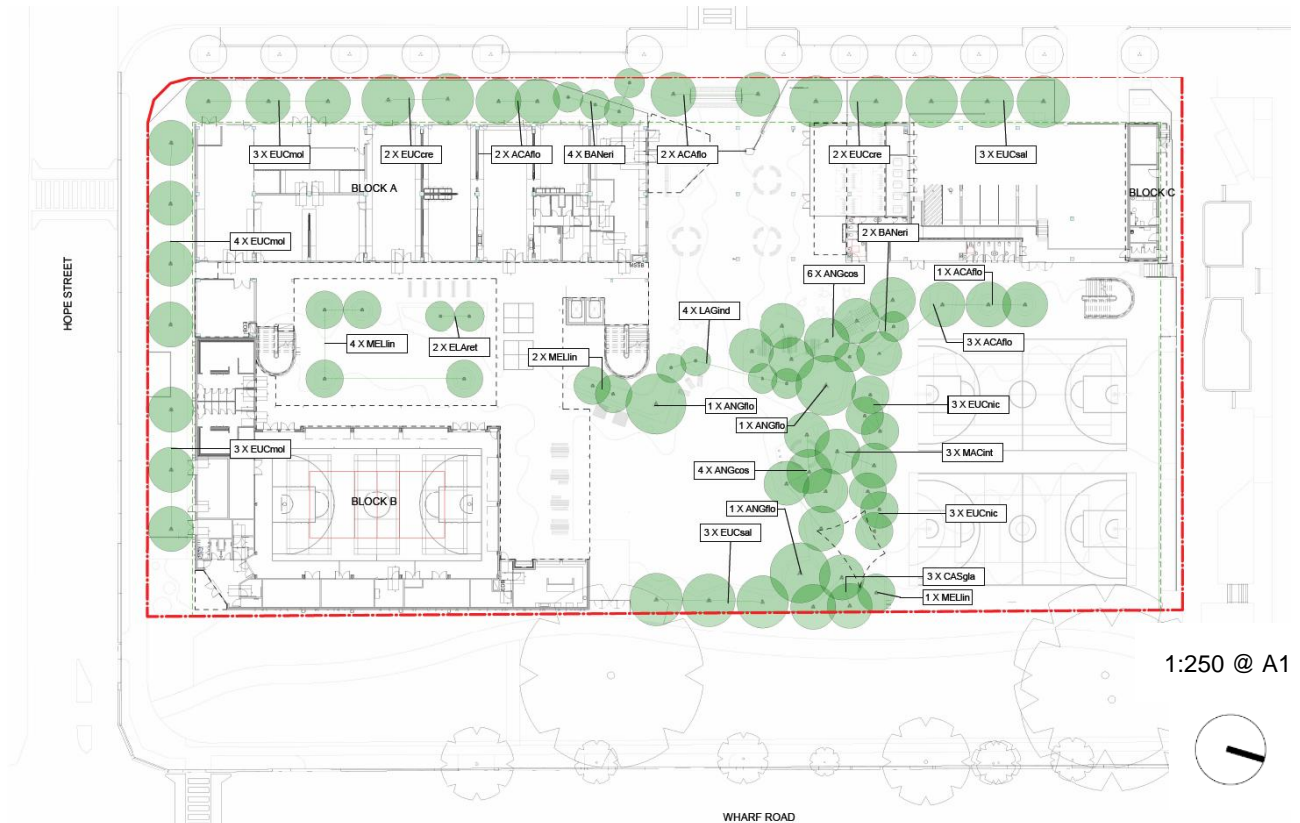 3 X EUCmol
2 X EUCcre
2 X ACAflo
4 X BANeri
2 X ACAflo
2 X EUCcre
3 X EUCsal
BLOCK A
BLOCK C
4 X EUCmol
2 X BANeri
HOPE STREET
6 X ANGcos
1 X ACAflo
4 X LAGind
3 X ACAflo
4 X MELlin
2 X ELAret
2 X MELlin
1 X ANGflo
3 X EUCnic
1 X ANGflo
3 X EUCmol
3 X MACint
4 X ANGcos
BLOCK B
1 X ANGflo
3 X EUCnic
3 X EUCsal
3 X CASgla
1 X MELlin
1:250 @ A1
WHARF ROAD